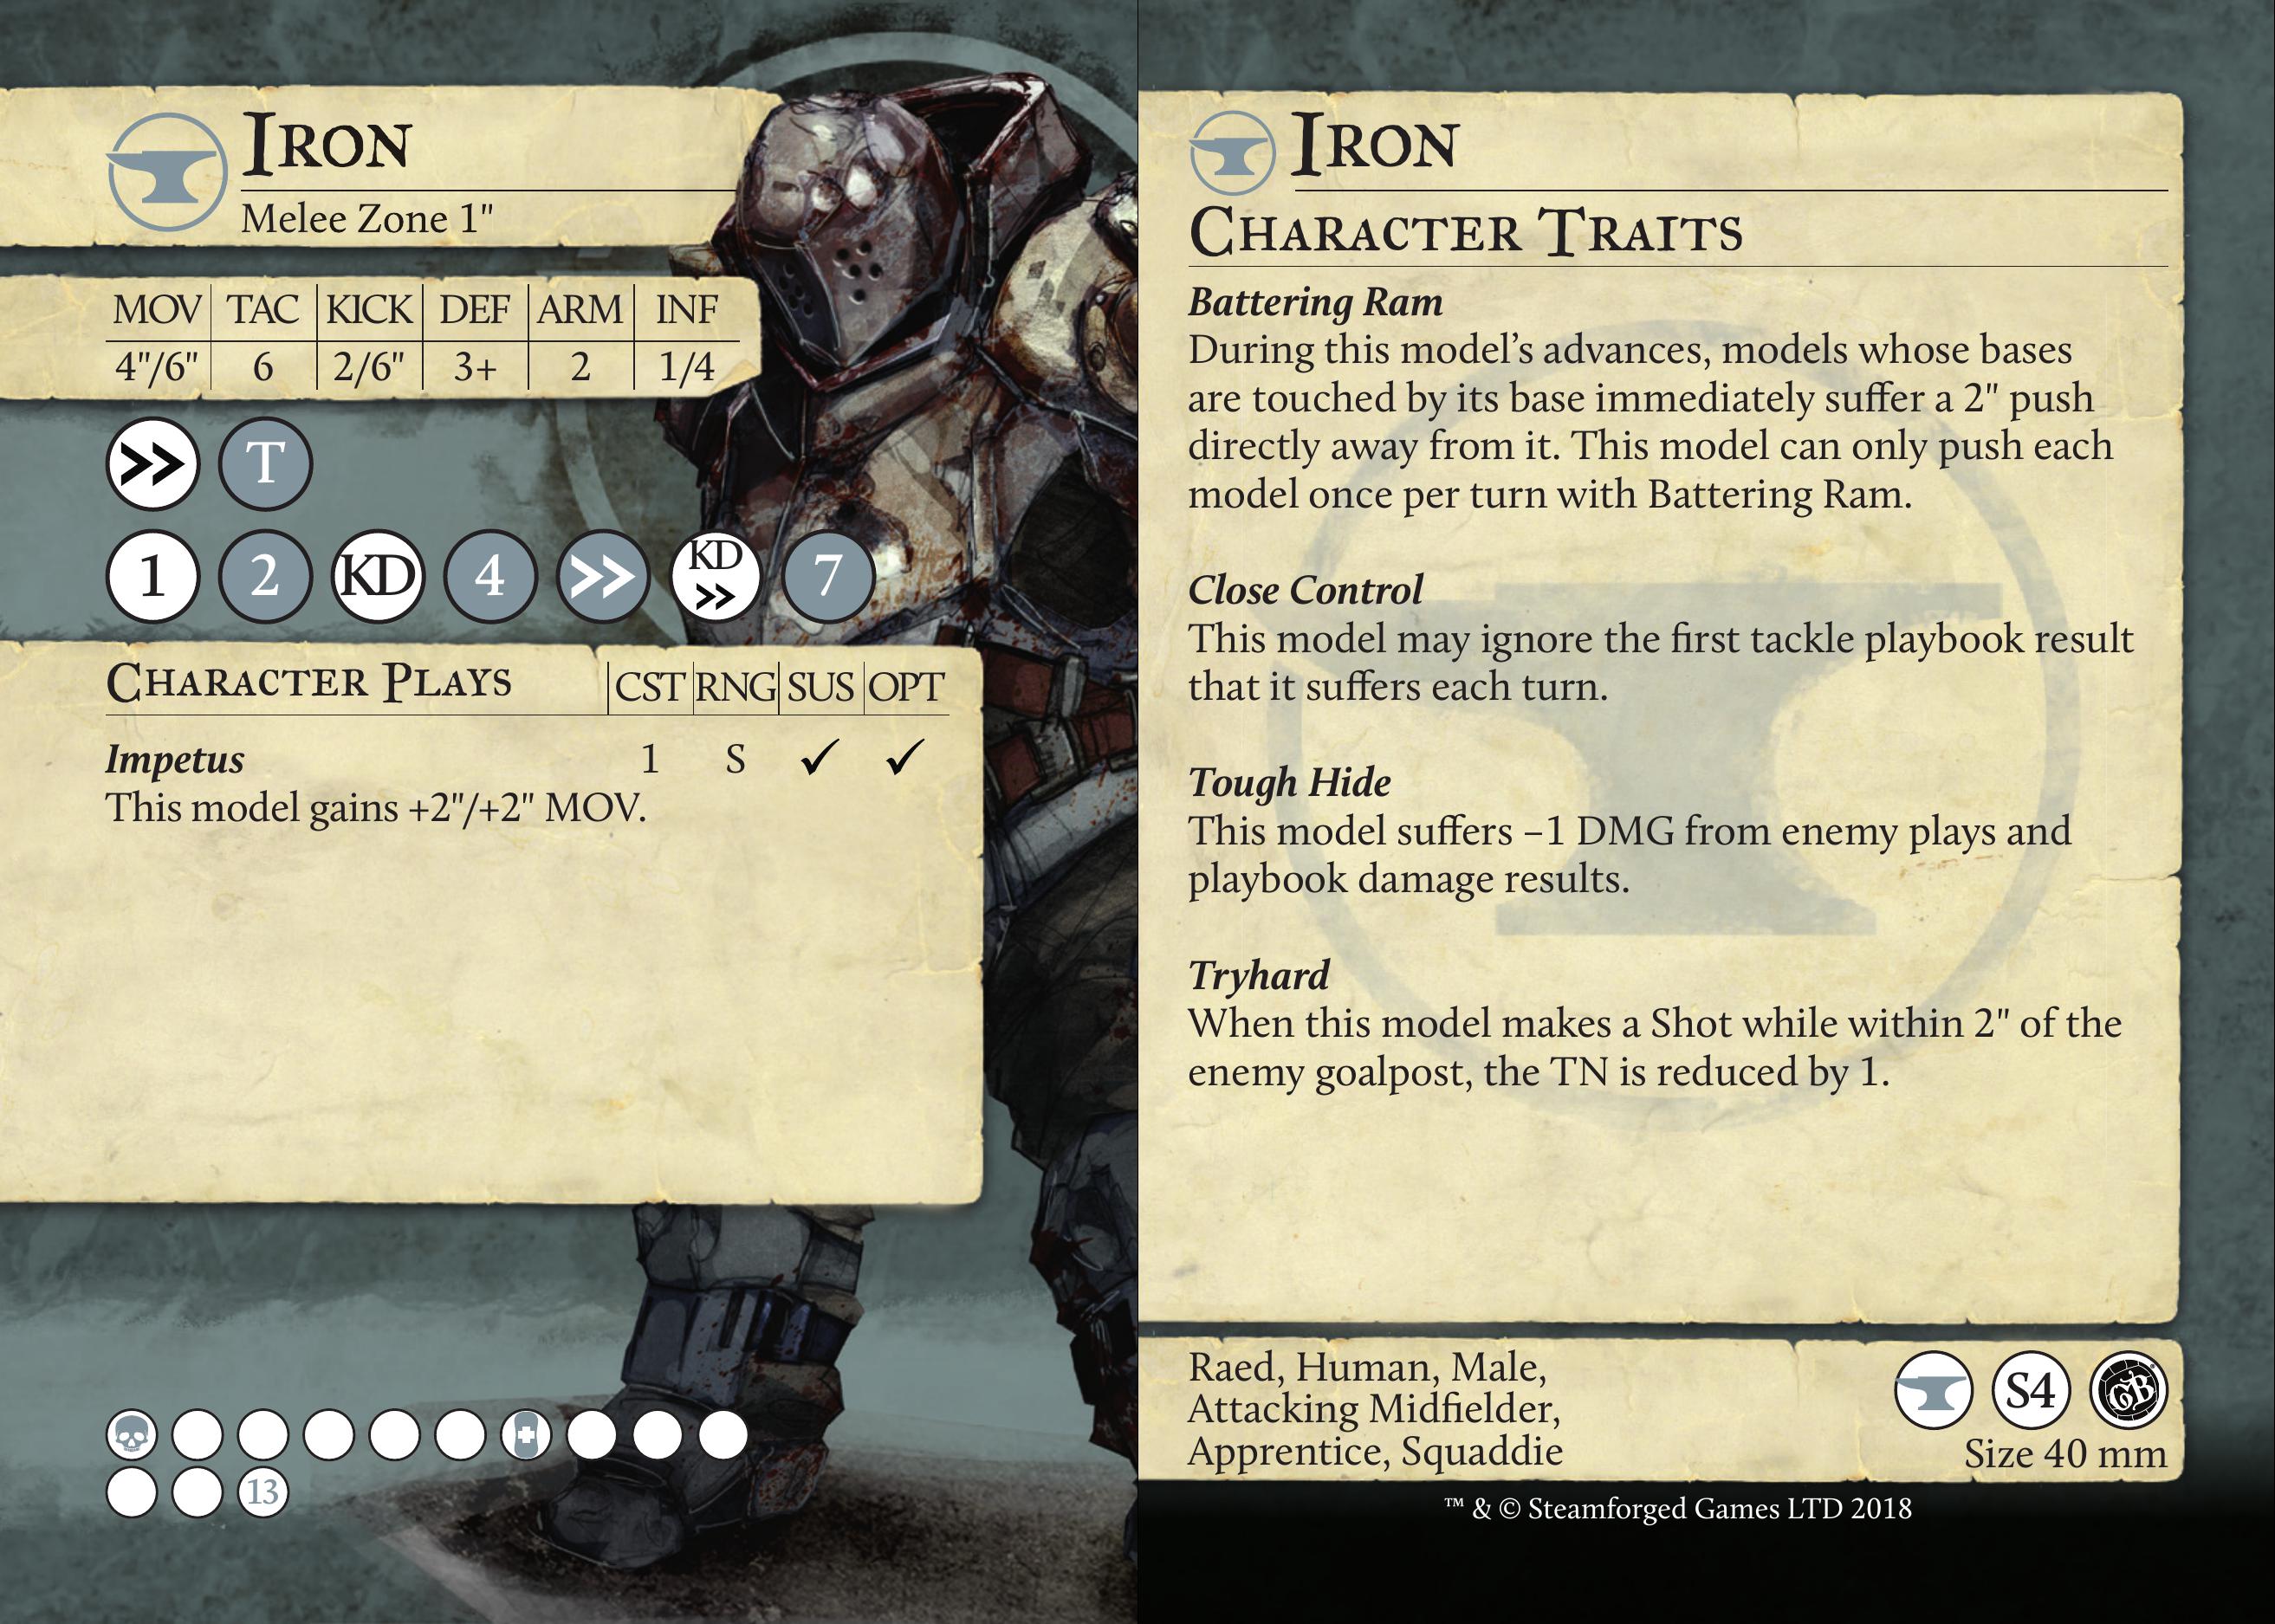 Iron
Melee Zone 1"
MOV TAC KICK DEF ARM INF
4"/6" 6 2/6" 3+ 2 1/4
>> T
1 2 KD 4 >> KD >> 7
Character Plays CST RNG SUS OPT
Impetus 1 S ✓ ✓
This model gains +2"/+2" MOV.
13
Iron
Character Traits
Battering Ram
During this model’s advances, models whose bases
are touched by its base immediately suffer a 2" push
directly away from it. This model can only push each
model once per turn with Battering Ram.
Close Control
This model may ignore the first tackle playbook result
that it suffers each turn.
Tough Hide
This model suffers –1 DMG from enemy plays and
playbook damage results.
Tryhard
When this model makes a Shot while within 2" of the
enemy goalpost, the TN is reduced by 1.
Raed, Human, Male,
Attacking Midfielder,
Apprentice, Squaddie
S4 GB
Size 40 mm
™ & © Steamforged Games LTD 2018